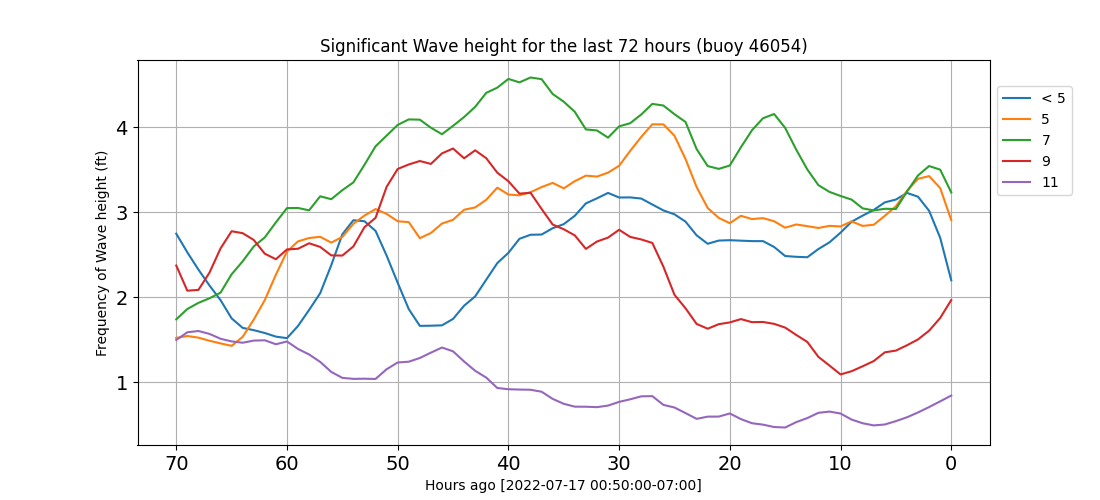 Significant Wave height for the last 72 hours (buoy 46054)
Frequency of Wave height (ft)
4
3
2
1
70 60 50 40 30 20 10 0
Hours ago [2022-07-17 00:50:00-07:00]
< 5
5
7
9
11